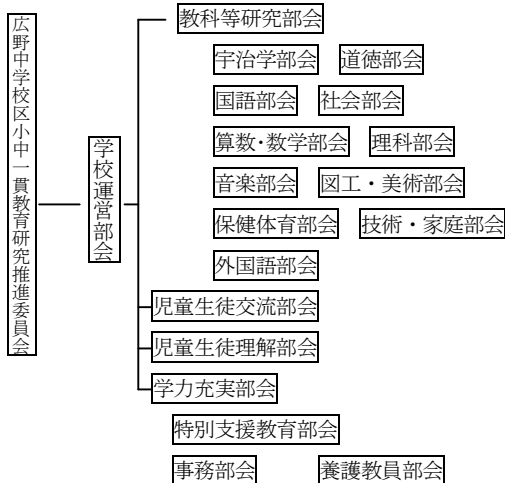 広野中学校区小中一貫教育研究推進委員会
学校運営部会
教科等研究部会
宇治学部会 道徳部会
国語部会 社会部会
算数・数学部会 理科部会
音楽部会 図工・美術部会
保健体育部会 技術・家庭部会
外国語部会
児童生徒交流部会
児童生徒理解部会
学力充実部会
特別支援教育部会
事務部会 養護教員部会